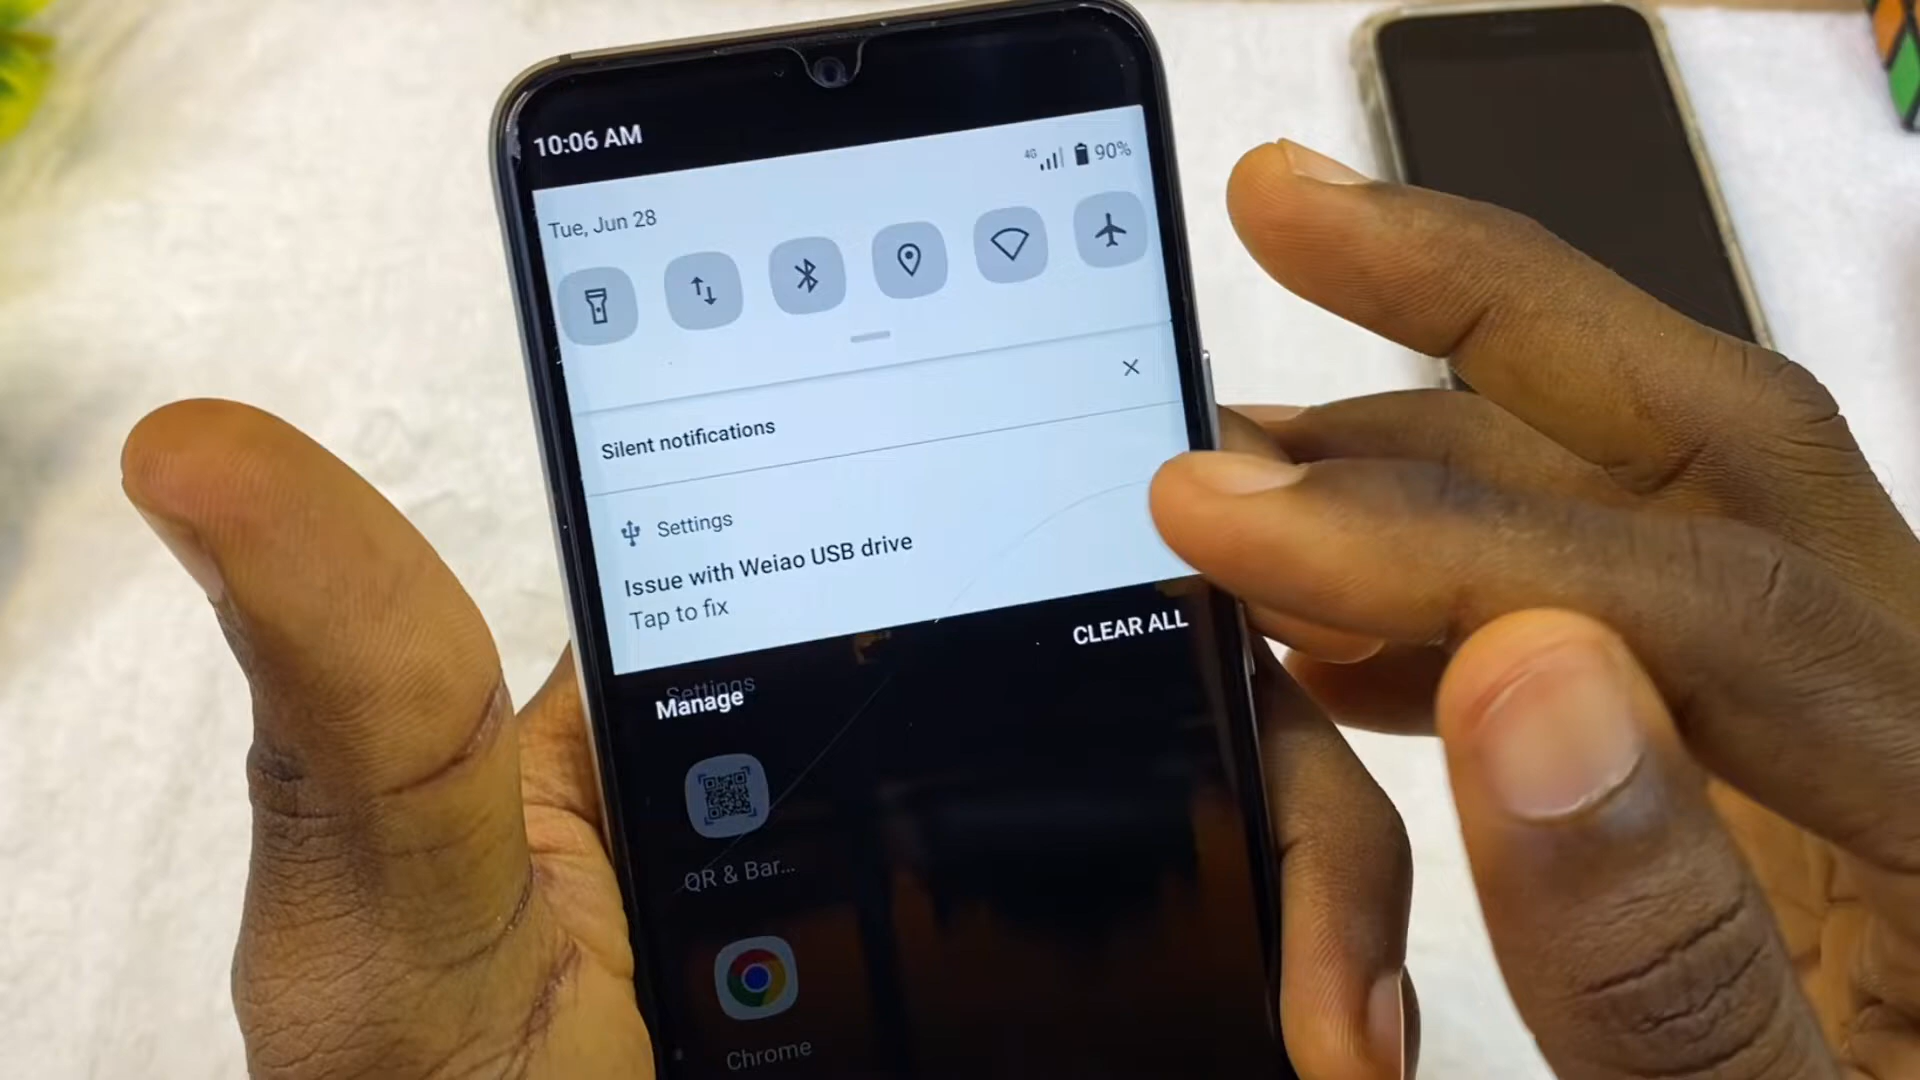 10:06 AM
4G 90%
Tue, Jun 28
Silent notifications
Settings
Issue with Weiao USB drive
Tap to fix
CLEAR ALL
Settings
Manage
QR & Bar...
Chrome